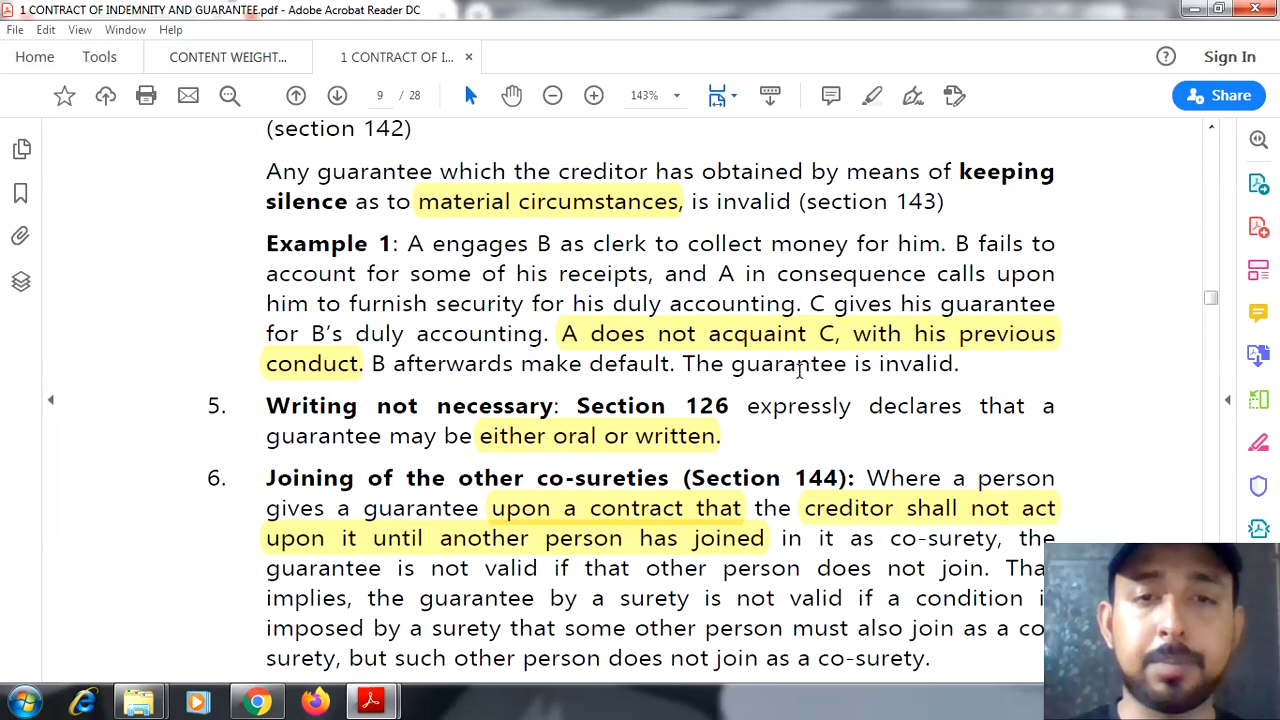 1 CONTRACT OF INDEMNITY AND GUARANTEE.pdf - Adobe Acrobat Reader DC
File Edit View Window Help
Home Tools CONTENT WEIGHT... 1 CONTRACT OF I... × ? Sign In
9 / 28 143% Share
(section 142)
Any guarantee which the creditor has obtained by means of keeping
silence as to material circumstances, is invalid (section 143)
Example 1: A engages B as clerk to collect money for him. B fails to
account for some of his receipts, and A in consequence calls upon
him to furnish security for his duly accounting. C gives his guarantee
for B's duly accounting. A does not acquaint C, with his previous
conduct. B afterwards make default. The guarantee is invalid.
5. Writing not necessary: Section 126 expressly declares that a
guarantee may be either oral or written.
6. Joining of the other co-sureties (Section 144): Where a person
gives a guarantee upon a contract that the creditor shall not act
upon it until another person has joined in it as co-surety, the
guarantee is not valid if that other person does not join. Tha
implies, the guarantee by a surety is not valid if a condition i
imposed by a surety that some other person must also join as a co
surety, but such other person does not join as a co-surety.